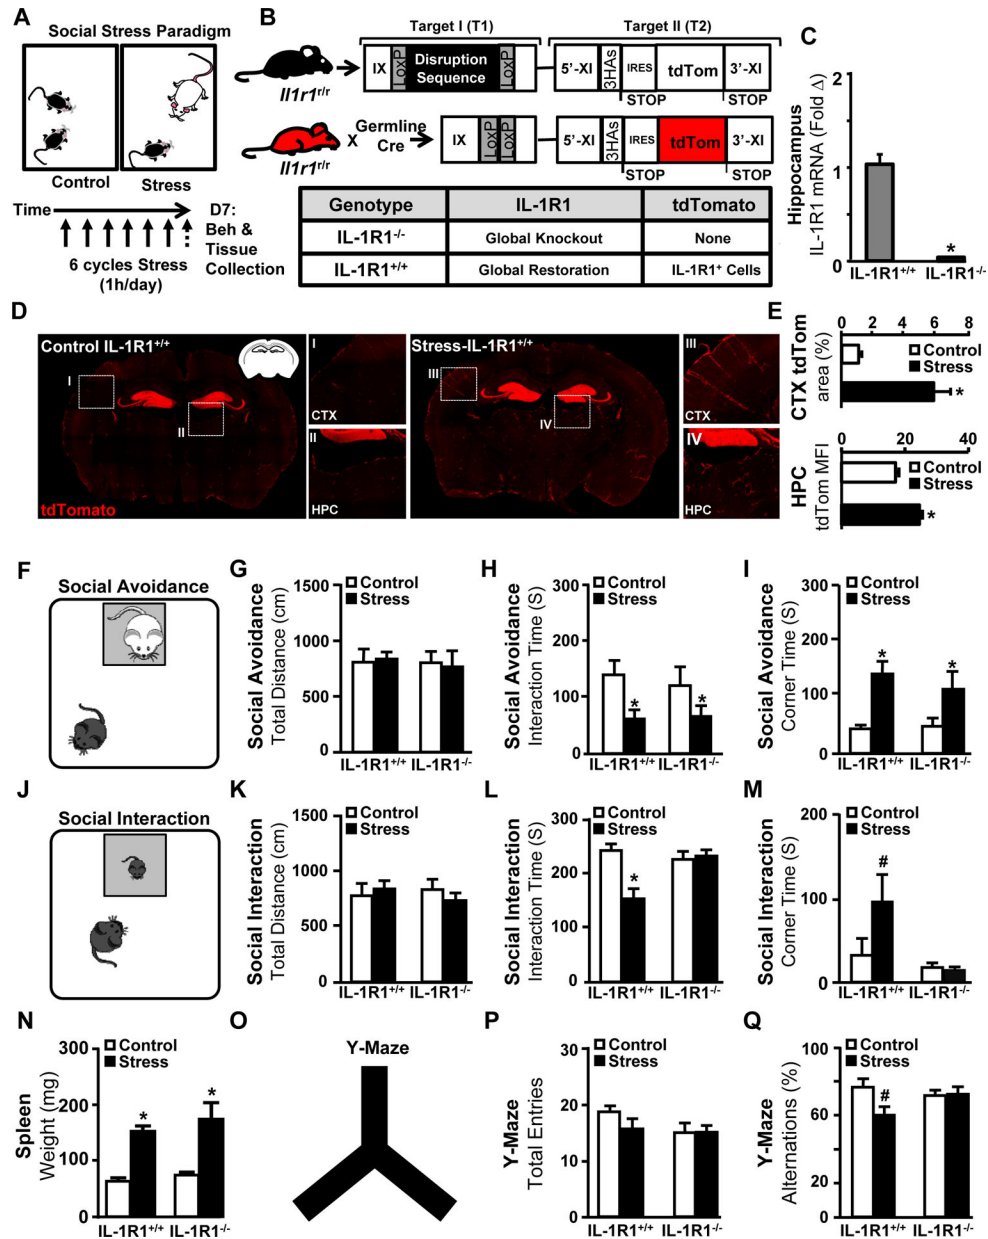 A
Social Stress Paradigm
Control
Stress
Time
D7:
Beh &
Tissue
Collection
6 cycles Stress
(1h/day)
B
Target I (T1)
Target II (T2)
Il1r1r/r
IX
LoxP
Disruption
Sequence
LoxP
5'-XI
3HAs
IRES
tdTom
3'-XI
STOP
STOP
Il1r1r/r
X
Germline
Cre
IX
LoxP
LoxP
5'-XI
3HAs
IRES
tdTom
3'-XI
STOP
STOP
Genotype IL-1R1 tdTomato
IL-1R1-/- Global Knockout None
IL-1R1+/+ Global Restoration IL-1R1+ Cells
C
Hippocampus
IL-1R1 mRNA (Fold Δ)
2
1
0
*
IL-1R1+/+ IL-1R1-/-
D
Control IL-1R1+/+
I
II
tdTomato
I
CTX
II
HPC
Stress-IL-1R1+/+
III
IV
III
CTX
IV
HPC
E
0 2 4 6 8
CTX tdTom
area (%)
Control
Stress
*
0 20 40
HPC
tdTom MFI
Control
Stress
*
F
Social Avoidance
G
Social Avoidance
Total Distance (cm)
1500
1000
500
0
Control
Stress
IL-1R1+/+ IL-1R1-/-
H
Social Avoidance
Interaction Time (S)
300
200
100
0
Control
Stress
* *
IL-1R1+/+ IL-1R1-/-
I
Social Avoidance
Corner Time (S)
300
200
100
0
Control
Stress
* *
IL-1R1+/+ IL-1R1-/-
J
Social Interaction
K
Social Interaction
Total Distance (cm)
1500
1000
500
0
Control
Stress
IL-1R1+/+ IL-1R1-/-
L
Social Interaction
Interaction Time (S)
300
200
100
0
Control
Stress
*
IL-1R1+/+ IL-1R1-/-
M
Social Interaction
Corner Time (S)
200
100
0
Control
Stress
#
IL-1R1+/+ IL-1R1-/-
N
Spleen
Weight (mg)
300
200
100
0
Control
Stress
* *
IL-1R1+/+ IL-1R1-/-
O
Y-Maze
P
Y-Maze
Total Entries
30
20
10
0
Control
Stress
IL-1R1+/+ IL-1R1-/-
Q
Y-Maze
Alternations (%)
100
80
60
40
20
0
Control
Stress
#
IL-1R1+/+ IL-1R1-/-